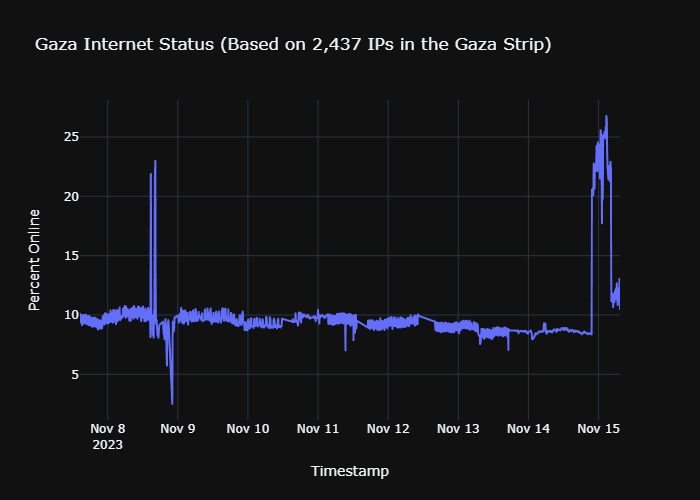 Gaza Internet Status (Based on 2,437 IPs in the Gaza Strip)
25
20
15
10
5
Percent Online
Nov 8 Nov 9 Nov 10 Nov 11 Nov 12 Nov 13 Nov 14 Nov 15
2023
Timestamp